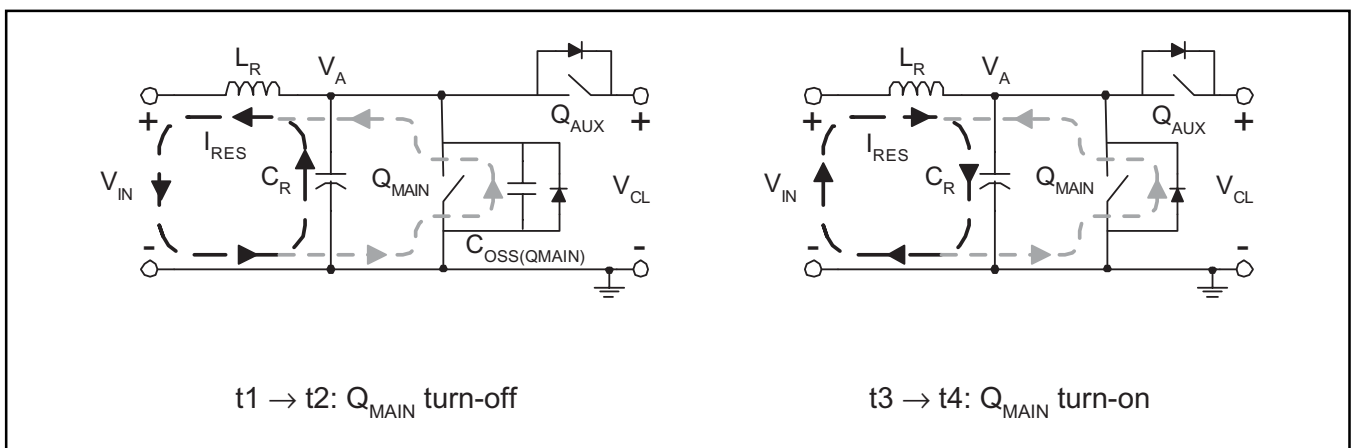 L_R
V_A
Q_AUX
+
+
I_RES
C_R
Q_MAIN
V_IN
V_CL
-
-
C_OSS(QMAIN)
t1 → t2: Q_MAIN turn-off
L_R
V_A
Q_AUX
+
+
I_RES
C_R
Q_MAIN
V_IN
V_CL
-
-
t3 → t4: Q_MAIN turn-on